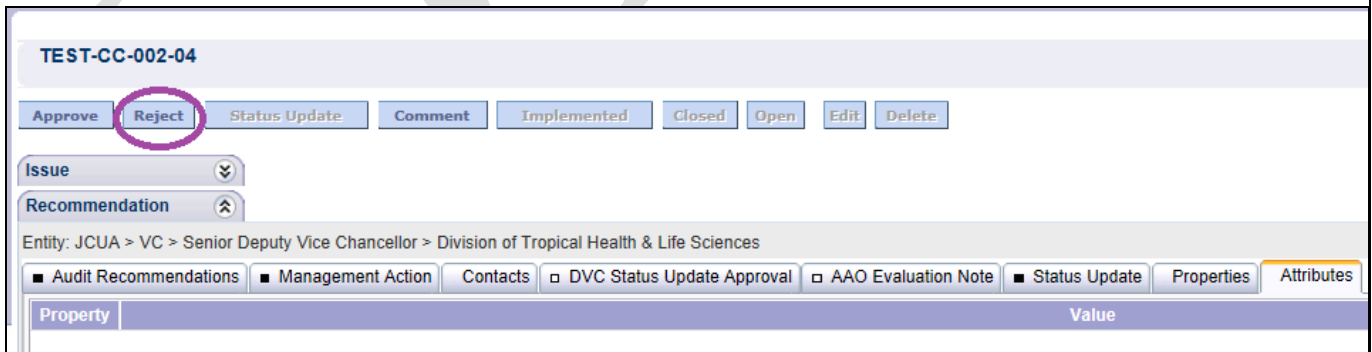 TEST-CC-002-04
Approve Reject Status Update Comment Implemented Closed Open Edit Delete
Issue
Recommendation
Entity: JCUA > VC > Senior Deputy Vice Chancellor > Division of Tropical Health & Life Sciences
Audit Recommendations Management Action Contacts DVC Status Update Approval AAO Evaluation Note Status Update Properties Attributes
Property Value